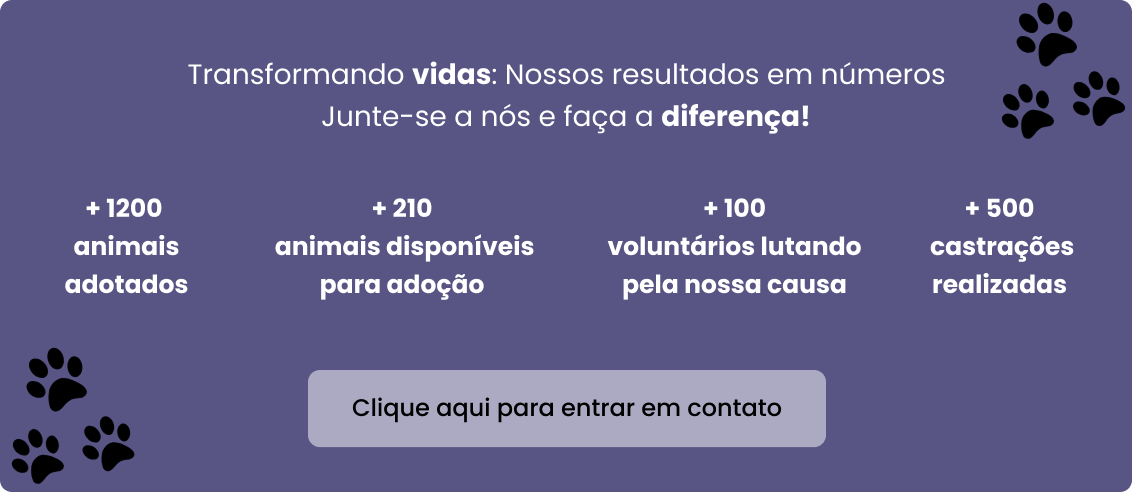 Transformando vidas: Nossos resultados em números
Junte-se a nós e faça a diferença!
+ 1200
animais
adotados
+ 210
animais disponíveis
para adoção
+ 100
voluntários lutando
pela nossa causa
+ 500
castrações
realizadas
Clique aqui para entrar em contato